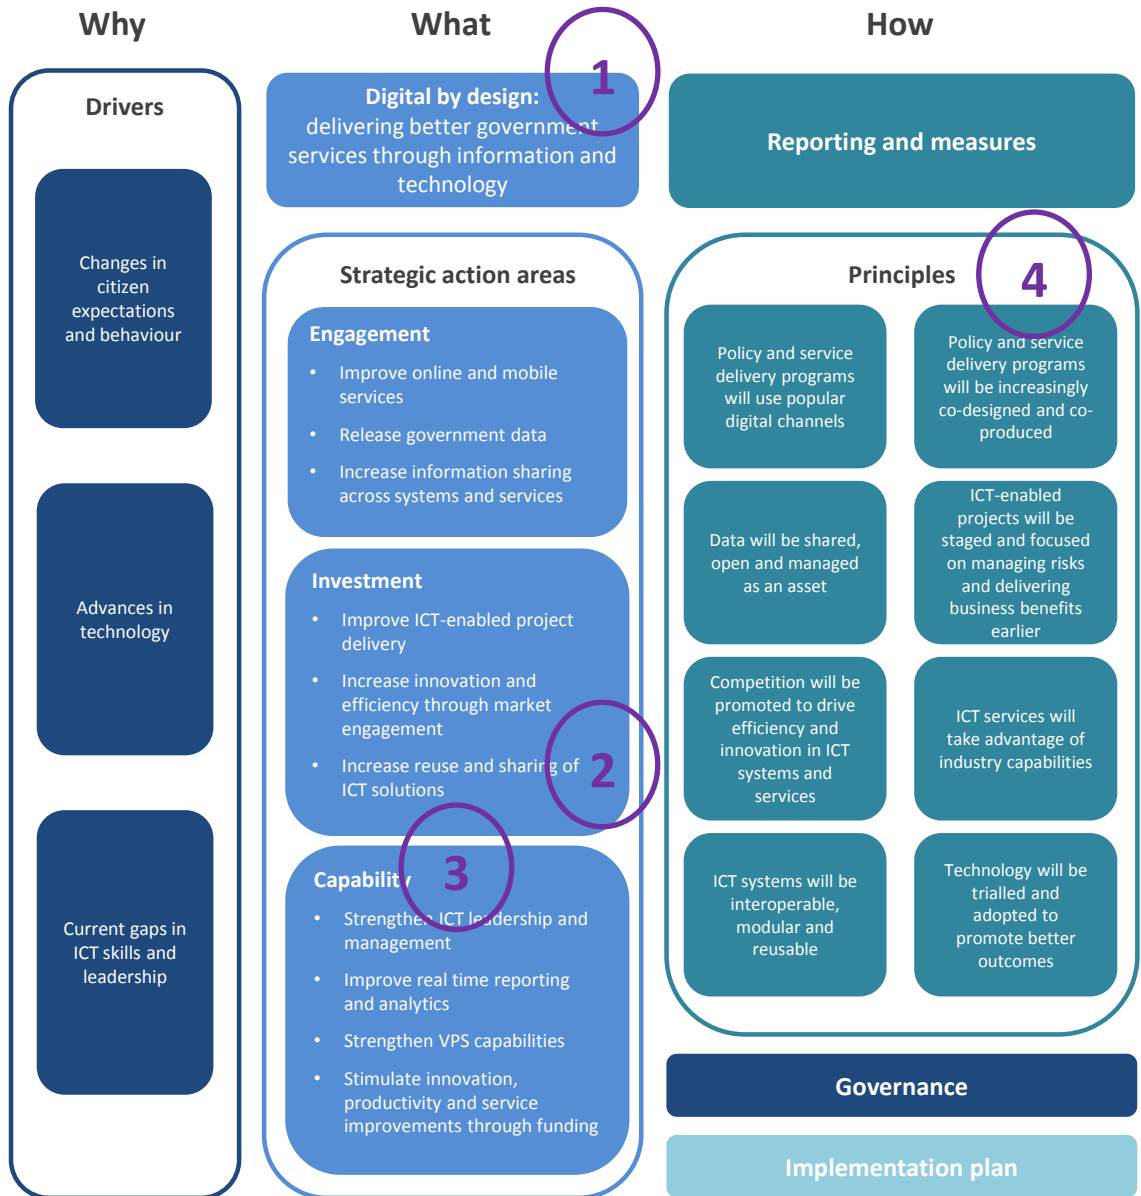 Why
Drivers
Changes in
citizen
expectations
and behaviour
Advances in
technology
Current gaps in
ICT skills and
leadership
What
1
Digital by design:
delivering better government
services through information and
technology
Strategic action areas
Engagement
• Improve online and mobile
services
• Release government data
• Increase information sharing
across systems and services
Investment
• Improve ICT-enabled project
delivery
• Increase innovation and
efficiency through market
engagement
• Increase reuse and sharing of
ICT solutions
2
Capability
3
• Strengthen ICT leadership and
management
• Improve real time reporting
and analytics
• Strengthen VPS capabilities
• Stimulate innovation,
productivity and service
improvements through funding
How
Reporting and measures
Principles
4
Policy and service
delivery programs
will use popular
digital channels
Policy and service
delivery programs
will be increasingly
co-designed and co-
produced
Data will be shared,
open and managed
as an asset
ICT-enabled
projects will be
staged and focused
on managing risks
and delivering
business benefits
earlier
Competition will be
promoted to drive
efficiency and
innovation in ICT
systems and
services
ICT services will
take advantage of
industry capabilities
ICT systems will be
interoperable,
modular and
reusable
Technology will be
trialled and
adopted to
promote better
outcomes
Governance
Implementation plan